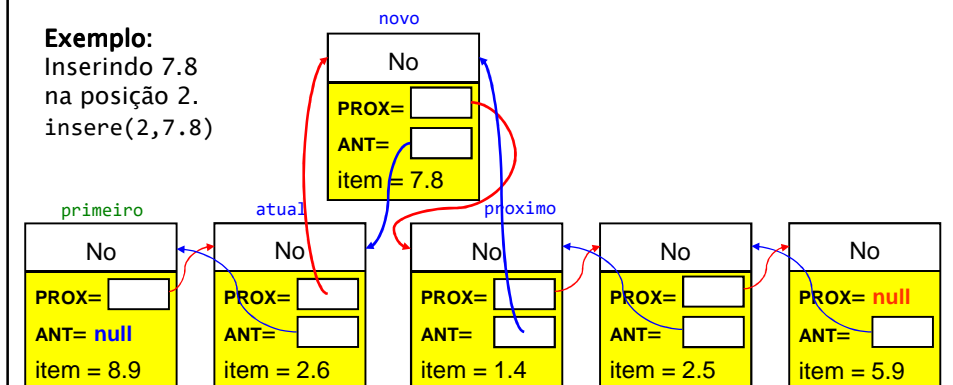 Exemplo:
Inserindo 7.8
na posição 2.
insere(2,7.8)
novo
No
PROX=
ANT=
item = 7.8
primeiro
No
PROX=
ANT= null
item = 8.9
atual
No
PROX=
ANT=
item = 2.6
proximo
No
PROX=
ANT=
item = 1.4
No
PROX=
ANT=
item = 2.5
No
PROX= null
ANT=
item = 5.9